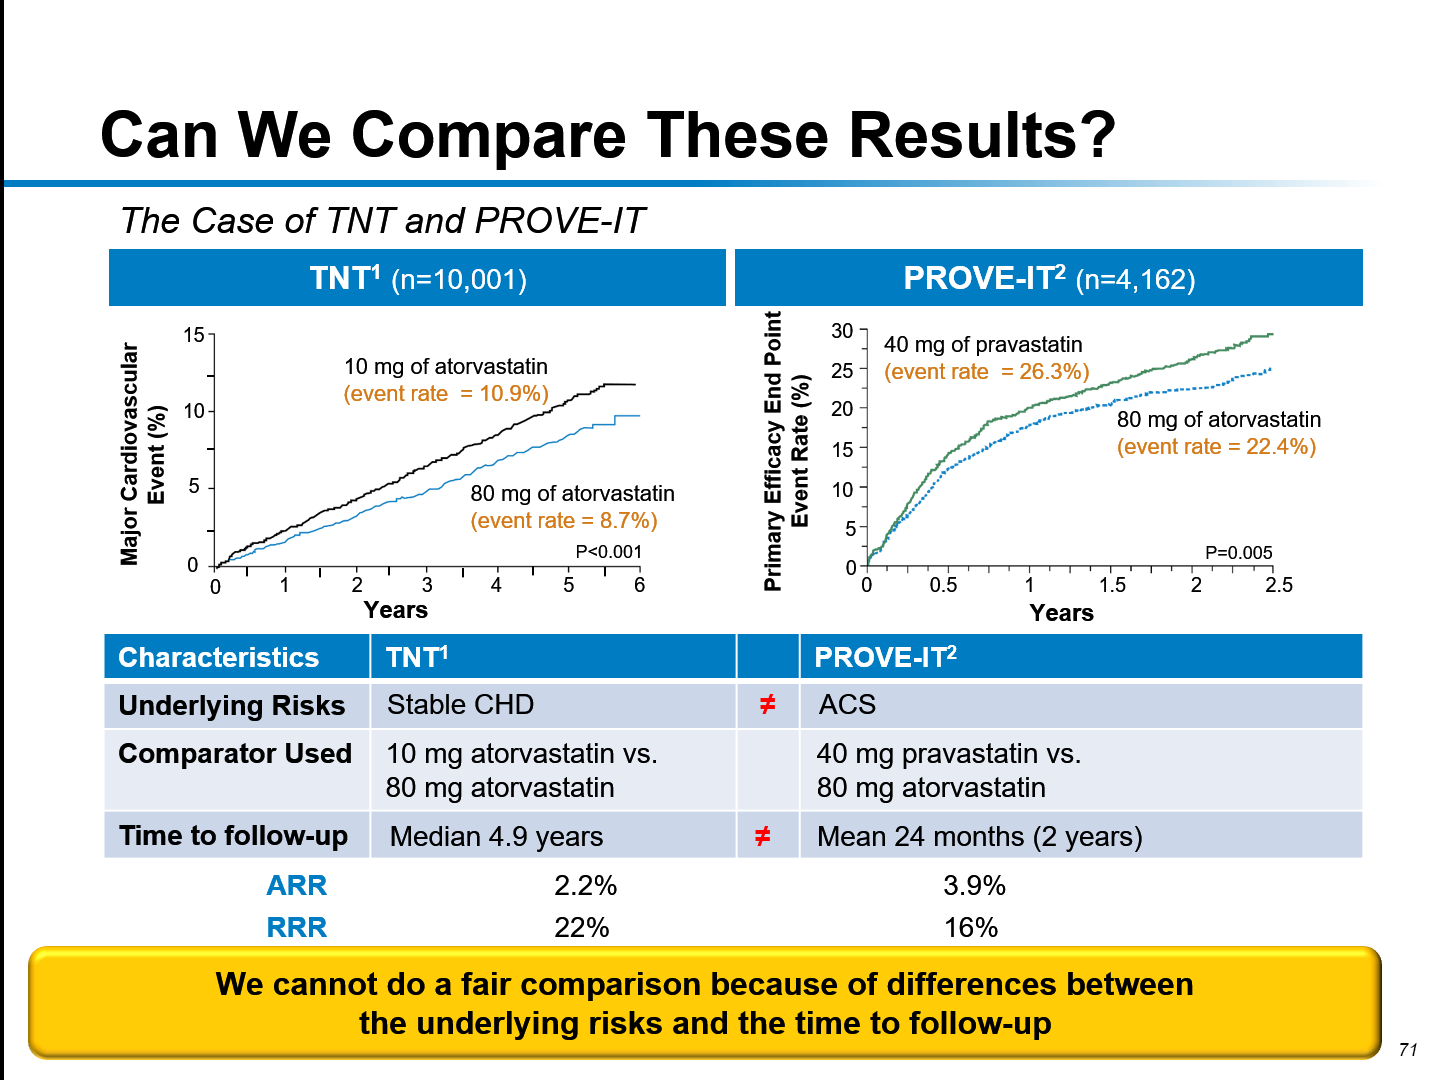 Can We Compare These Results?
The Case of TNT and PROVE-IT
TNT1 (n=10,001)
PROVE-IT2 (n=4,162)
Major Cardiovascular
Event (%)
15
10
5
0
10 mg of atorvastatin
(event rate = 10.9%)
80 mg of atorvastatin
(event rate = 8.7%)
P<0.001
0 1 2 3 4 5 6
Years
Primary Efficacy End Point
Event Rate (%)
30
25
20
15
10
5
0
40 mg of pravastatin
(event rate = 26.3%)
80 mg of atorvastatin
(event rate = 22.4%)
P=0.005
0 0.5 1 1.5 2 2.5
Years
Characteristics TNT1 PROVE-IT2
Underlying Risks Stable CHD ≠ ACS
Comparator Used 10 mg atorvastatin vs. 40 mg pravastatin vs.
80 mg atorvastatin 80 mg atorvastatin
Time to follow-up Median 4.9 years ≠ Mean 24 months (2 years)
ARR 2.2% 3.9%
RRR 22% 16%
We cannot do a fair comparison because of differences between
the underlying risks and the time to follow-up
71